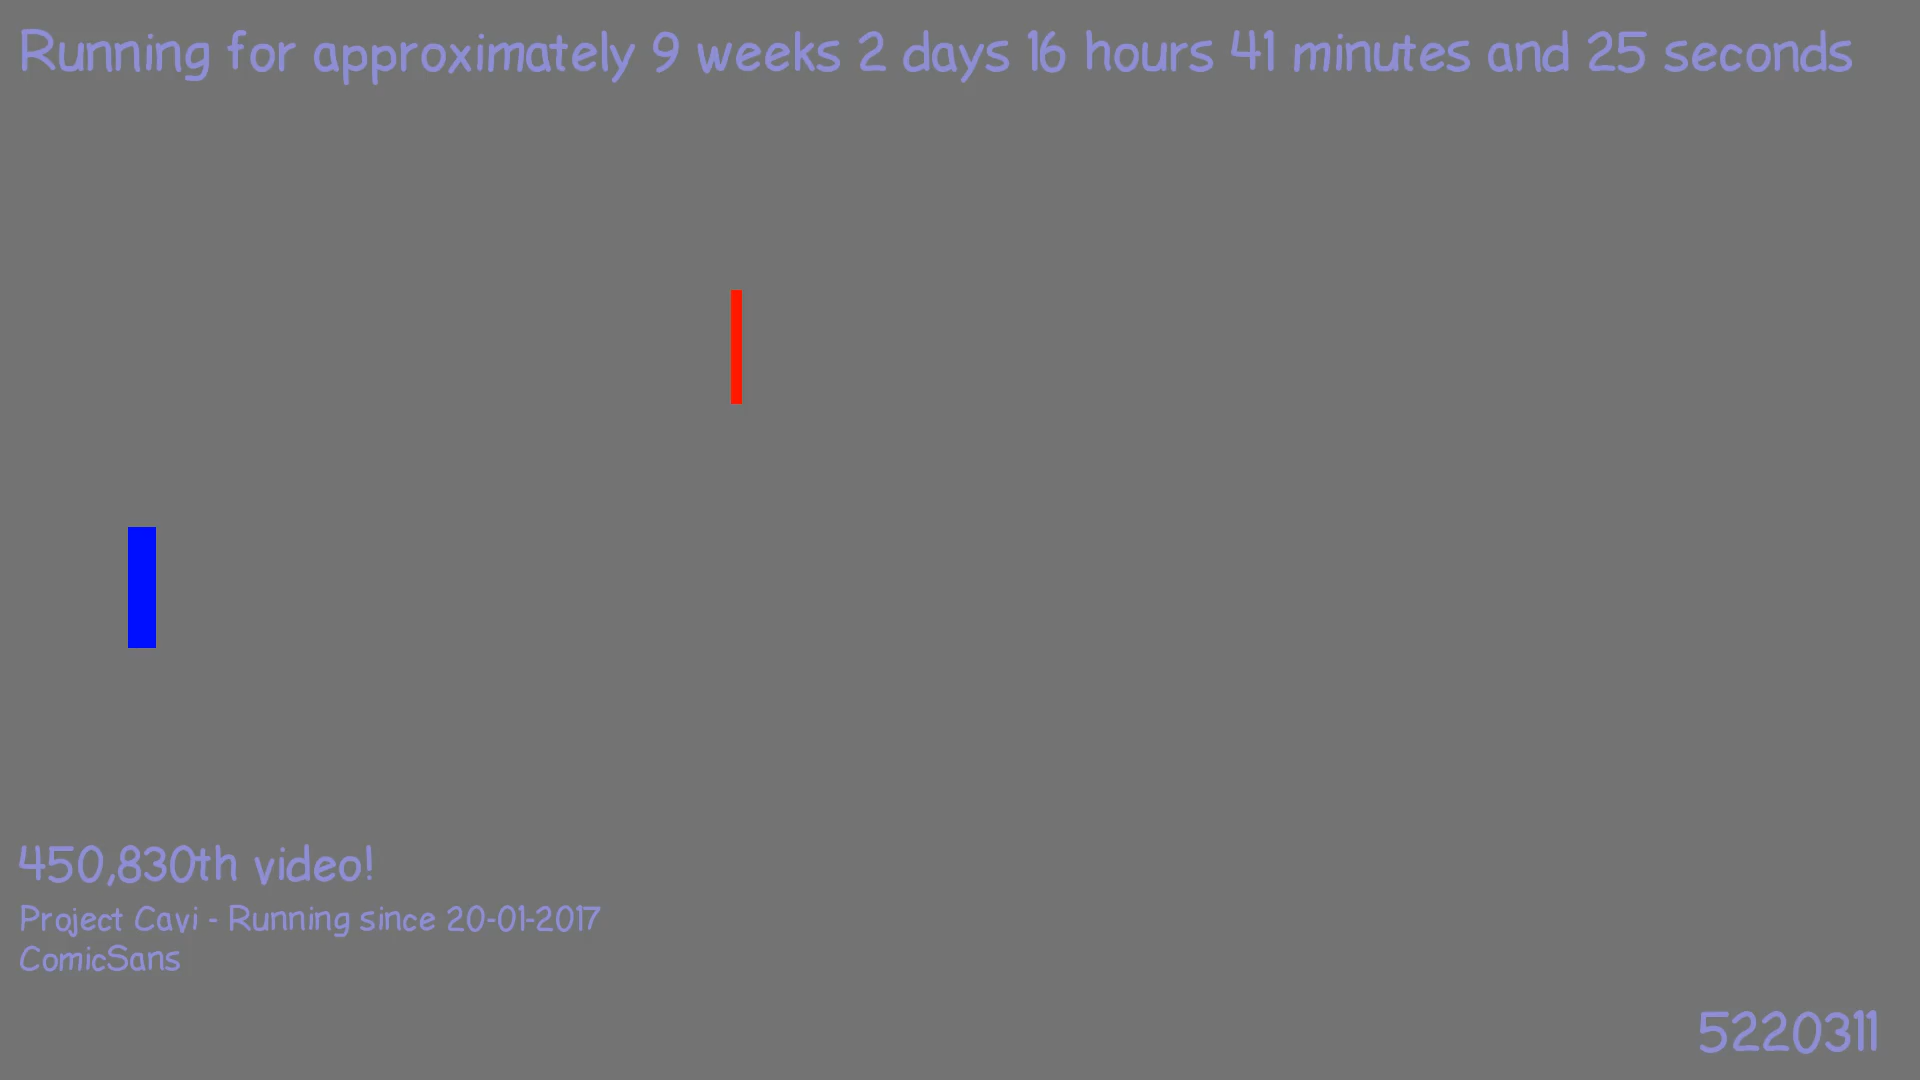 Running for approximately 9 weeks 2 days 16 hours 41 minutes and 25 seconds
450,830th video!
Project Cavi - Running since 20-01-2017
ComicSans
5220311